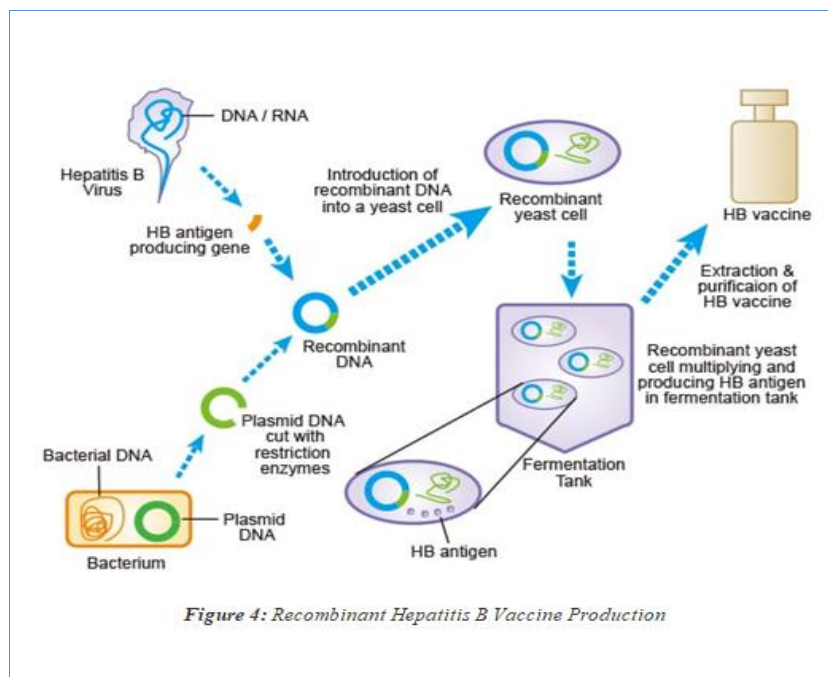 DNA / RNA
Hepatitis B
Virus
HB antigen
producing gene
Introduction of
recombinant DNA
into a yeast cell
Recombinant
yeast cell
HB vaccine
Extraction &
purificaion of
HB vaccine
Recombinant
DNA
Recombinant yeast
cell multiplying and
producing HB antigen
in fermentation tank
Plasmid DNA
cut with
restriction
enzymes
Fermentation
Tank
Bacterial DNA
Plasmid
DNA
Bacterium
HB antigen
Figure 4: Recombinant Hepatitis B Vaccine Production